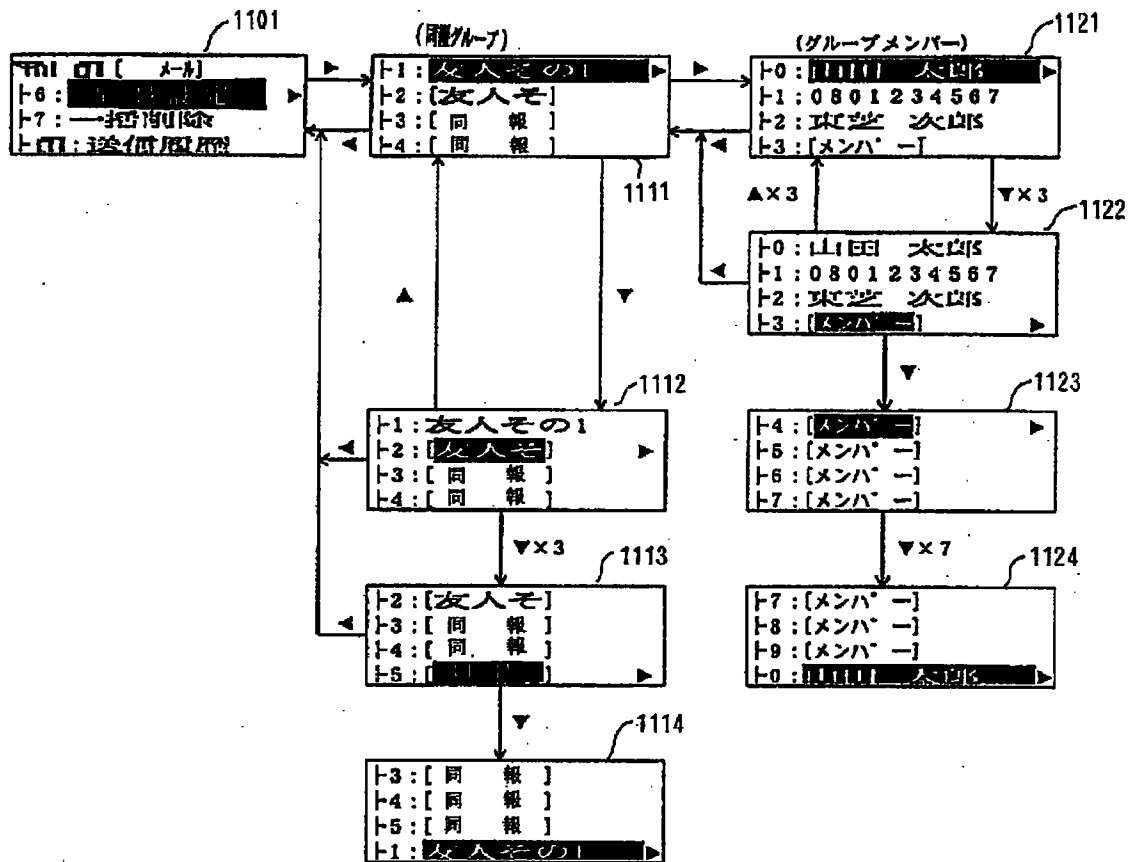 1101
[ メール]
├6:
├7:一括削除
送信履歴
(同報グループ)
├1:友人その1
├2:[友人そ]
├3:[ 同 報 ]
├4:[ 同 報 ]
1111
(グループメンバー)
1121
├0:山田 太郎
├1:0801234567
├2:東芝 次郎
├3:[メンバー]
▲×3
▼×3
1122
├0:山田 太郎
├1:0801234567
├2:東芝 次郎
├3:[メンバー]
1112
├1:友人その1
├2:[友人そ]
├3:[ 同 報 ]
├4:[ 同 報 ]
1123
├4:[メンバー]
├5:[メンバー]
├6:[メンバー]
├7:[メンバー]
▼×3
▼×7
1113
├2:[友人そ]
├3:[ 同 報 ]
├4:[ 同 報 ]
├5:[
1124
├7:[メンバー]
├8:[メンバー]
├9:[メンバー]
├0:山田 太郎
1114
├3:[ 同 報 ]
├4:[ 同 報 ]
├5:[ 同 報 ]
├1:友人その1